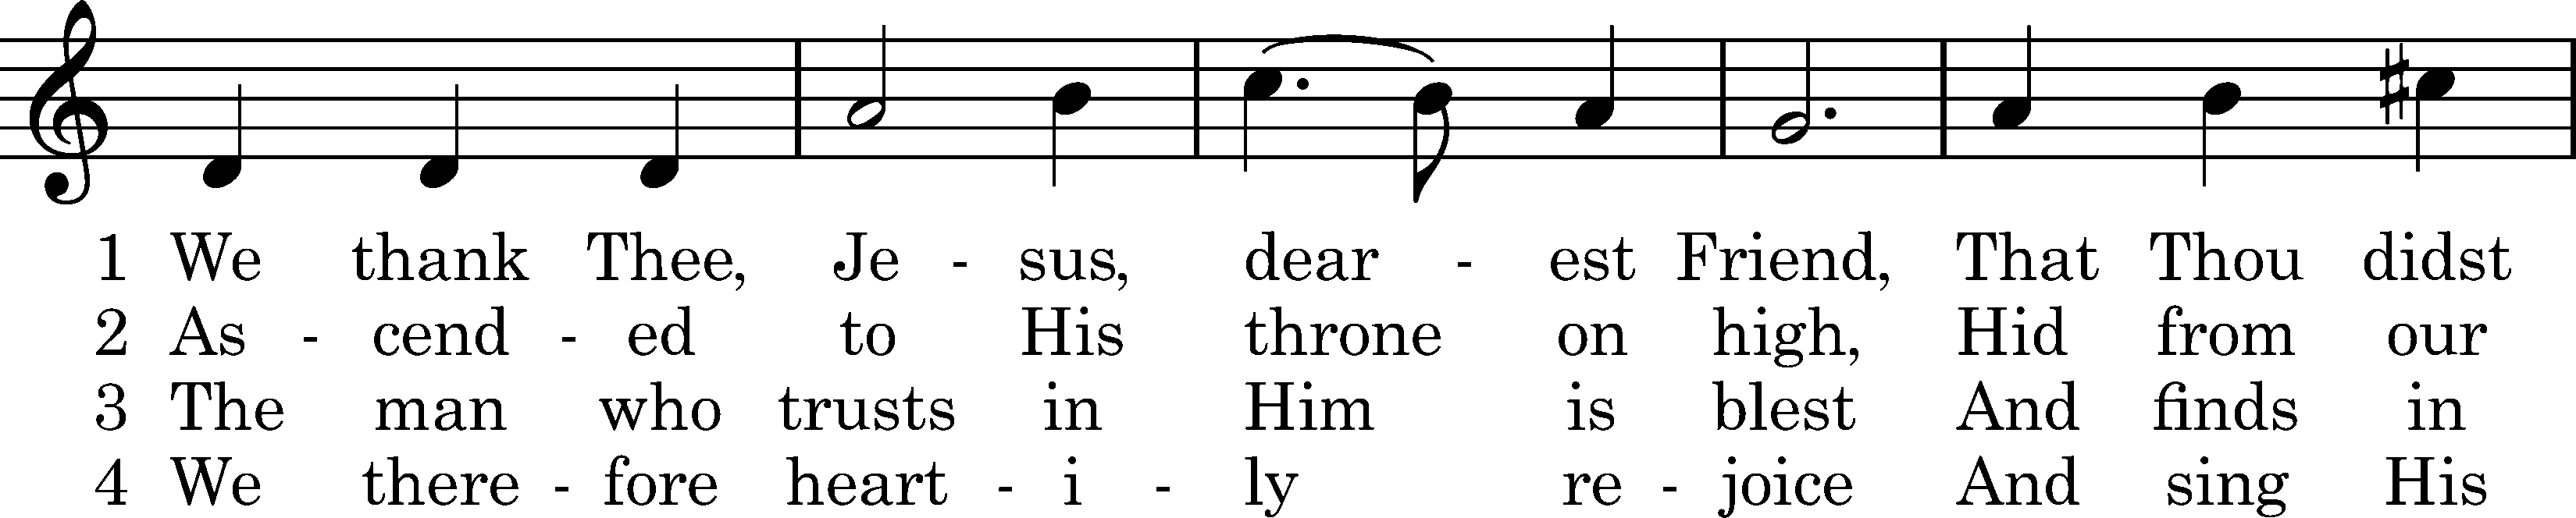 1 We thank Thee, Je - sus, dear - est Friend, That Thou didst
2 As - cend - ed to His throne on high, Hid from our
3 The man who trusts in Him is blest And finds in
4 We there - fore heart - i - ly re - joice And sing His